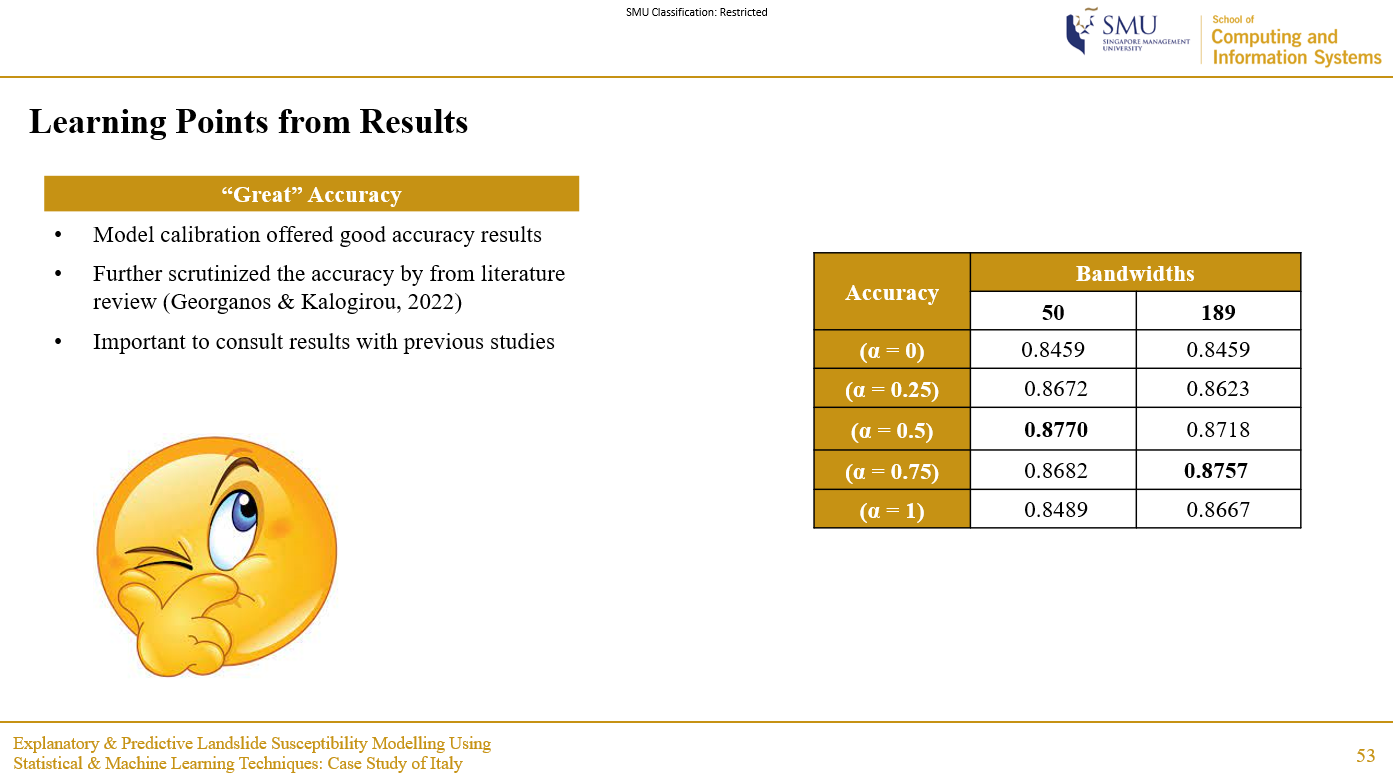 SMU Classification: Restricted
SMU
SINGAPORE MANAGEMENT
UNIVERSITY
School of
Computing and
Information Systems
Learning Points from Results
“Great” Accuracy
• Model calibration offered good accuracy results
• Further scrutinized the accuracy by from literature
review (Georganos & Kalogirou, 2022)
• Important to consult results with previous studies
Accuracy Bandwidths
50 189
(α = 0) 0.8459 0.8459
(α = 0.25) 0.8672 0.8623
(α = 0.5) 0.8770 0.8718
(α = 0.75) 0.8682 0.8757
(α = 1) 0.8489 0.8667
Explanatory & Predictive Landslide Susceptibility Modelling Using
Statistical & Machine Learning Techniques: Case Study of Italy
53